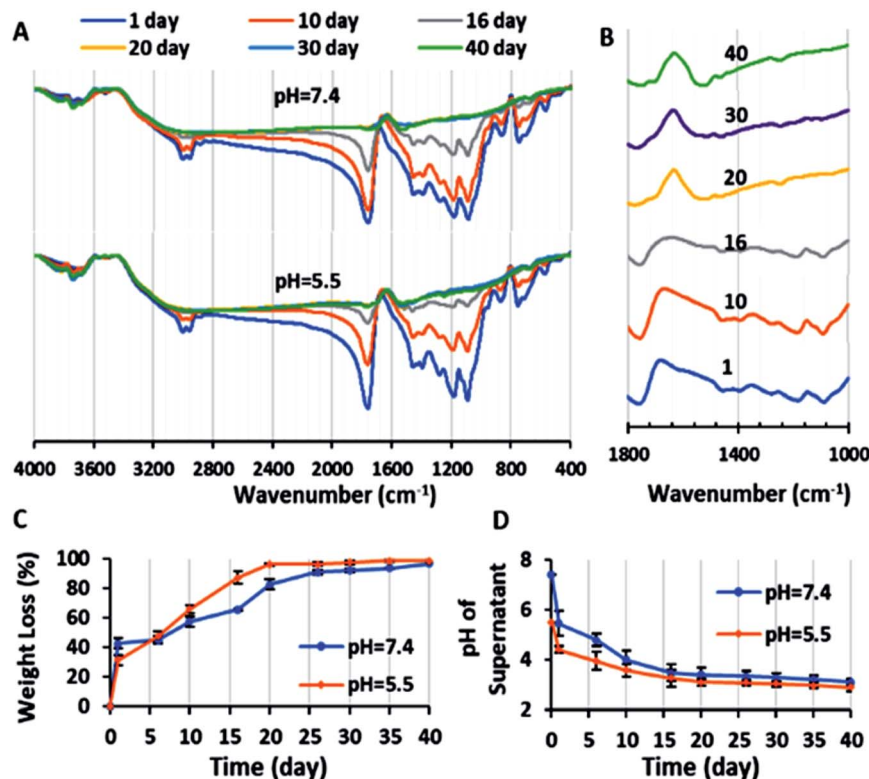 A
1 day 10 day 16 day
20 day 30 day 40 day
pH=7.4
pH=5.5
4000 3600 3200 2800 2400 2000 1600 1200 800 400
Wavenumber (cm⁻¹)
B
40
30
20
16
10
1
1800 1400 1000
Wavenumber (cm⁻¹)
C
Weight Loss (%)
100
80
60
40
20
0
pH=7.4
pH=5.5
0 5 10 15 20 25 30 35 40
Time (day)
D
pH of
Supernatant
8
6
4
2
pH=7.4
pH=5.5
0 5 10 15 20 25 30 35 40
Time (day)